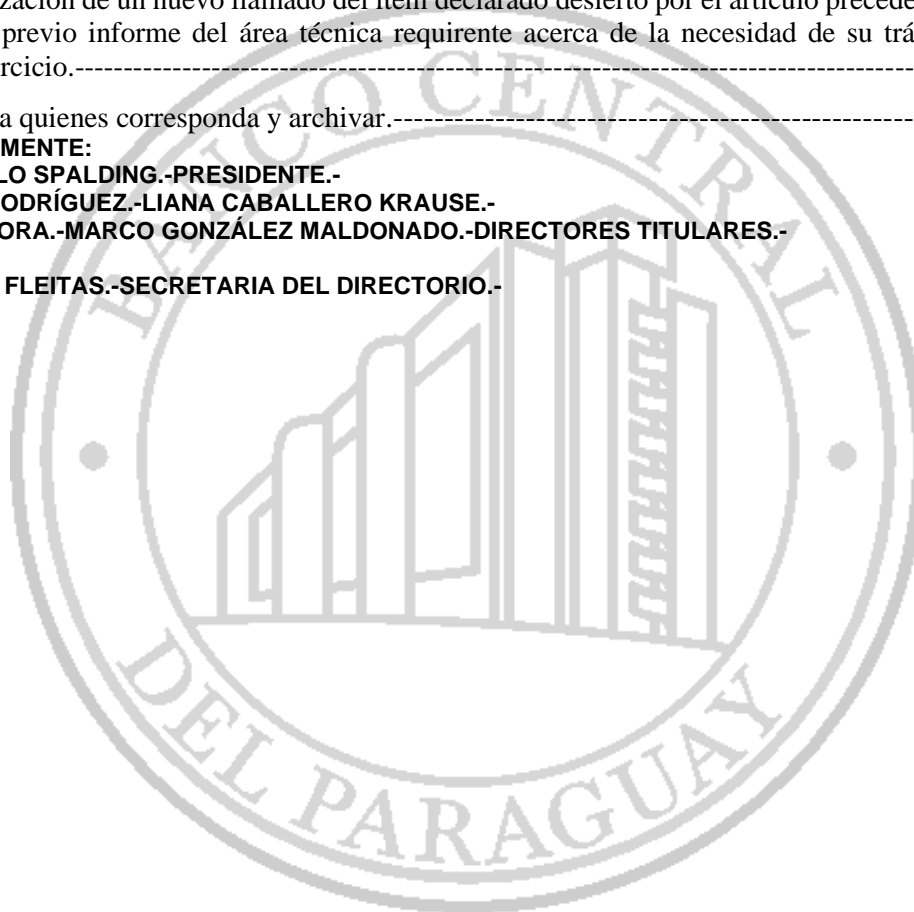 zación de un nuevo llamado del ítem declarado desierto por el artículo precede
previo informe del área técnica requirente acerca de la necesidad de su trá
rcicio.-------------------------------------------------------------------------------------
a quienes corresponda y archivar.-----------------------------------------------------
MENTE:
LO SPALDING.-PRESIDENTE.-
ODRÍGUEZ.-LIANA CABALLERO KRAUSE.-
ORA.-MARCO GONZÁLEZ MALDONADO.-DIRECTORES TITULARES.-
FLEITAS.-SECRETARIA DEL DIRECTORIO.-
BANCO CENTRAL
DEL PARAGUAY